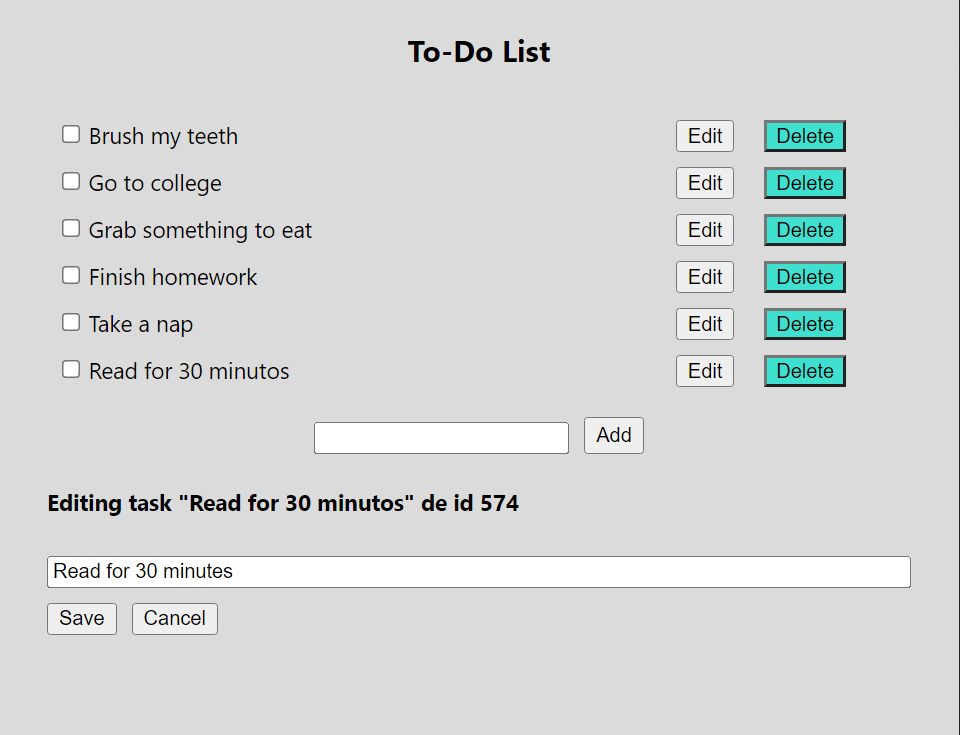 To-Do List
Brush my teeth Edit Delete
Go to college Edit Delete
Grab something to eat Edit Delete
Finish homework Edit Delete
Take a nap Edit Delete
Read for 30 minutos Edit Delete
Add
Editing task "Read for 30 minutos" de id 574
Read for 30 minutes
Save Cancel